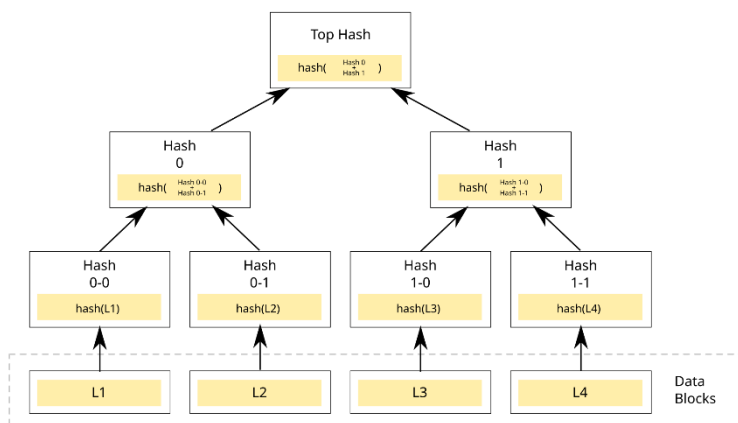 Top Hash
hash( Hash 0 + Hash 1 )
Hash
0
hash( Hash 0-0 + Hash 0-1 )
Hash
1
hash( Hash 1-0 + Hash 1-1 )
Hash
0-0
hash(L1)
Hash
0-1
hash(L2)
Hash
1-0
hash(L3)
Hash
1-1
hash(L4)
L1
L2
L3
L4
Data
Blocks